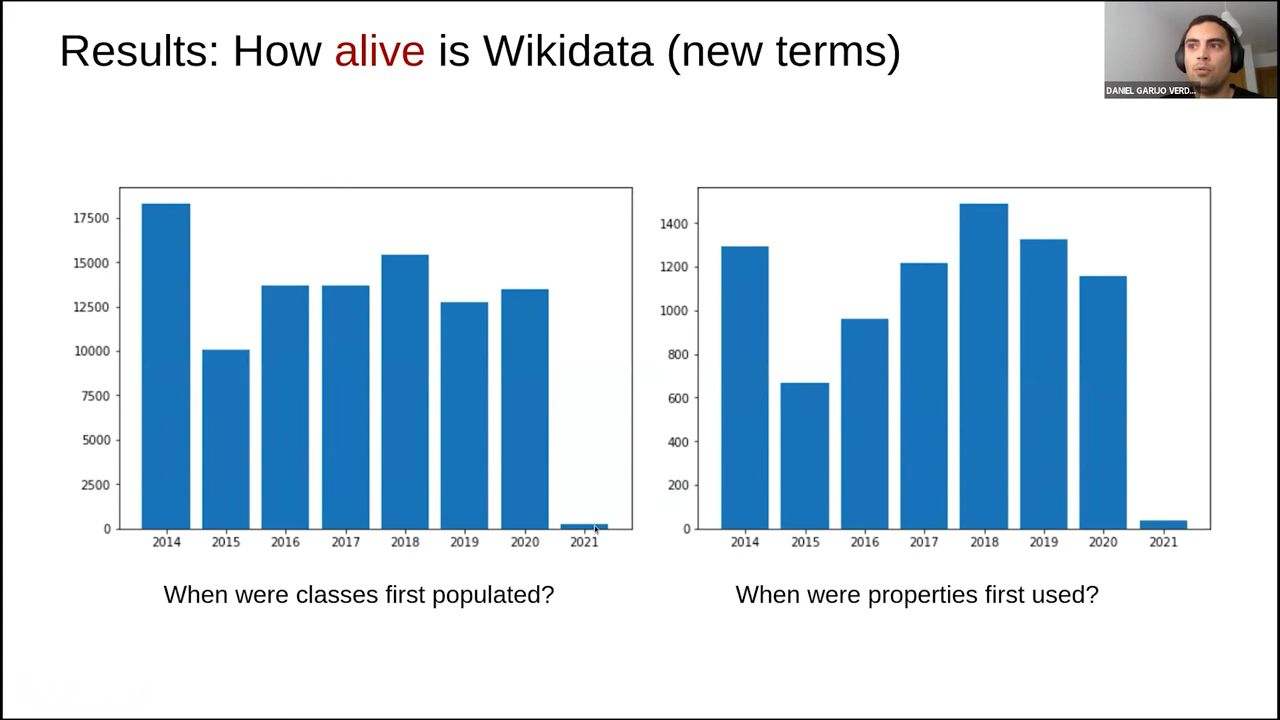 Results: How alive is Wikidata (new terms)
DANIEL GARIJO VERD...
17500
15000
12500
10000
7500
5000
2500
0
2014 2015 2016 2017 2018 2019 2020 2021
When were classes first populated?
1400
1200
1000
800
600
400
200
0
2014 2015 2016 2017 2018 2019 2020 2021
When were properties first used?